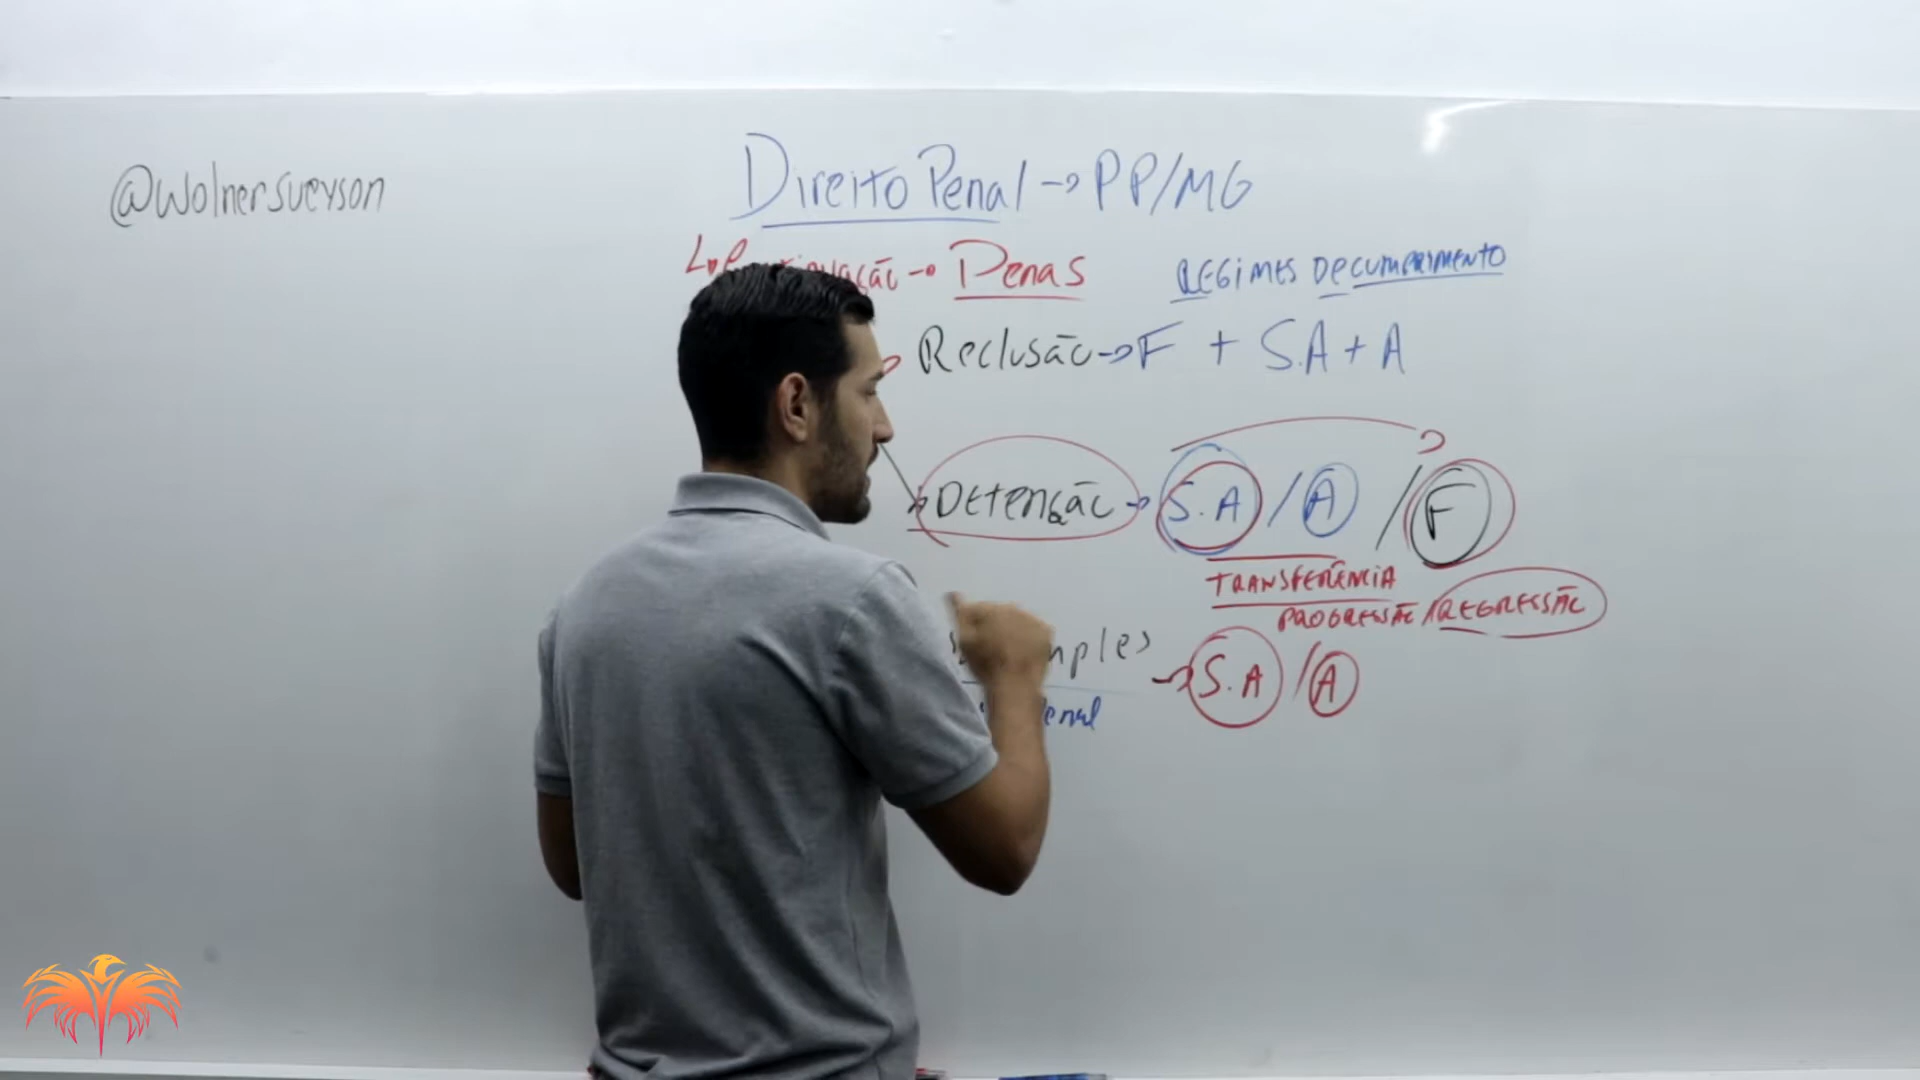 @wolnersueyson
Direito Penal → PP/MG
→ Penas
REGIMES DE CUMPRIMENTO
Reclusão → F + S.A + A
→ DETENÇÃO → S.A / A / F
TRANSFERÊNCIA
PROGRESSÃO / REGRESSÃO
→ S.A / A